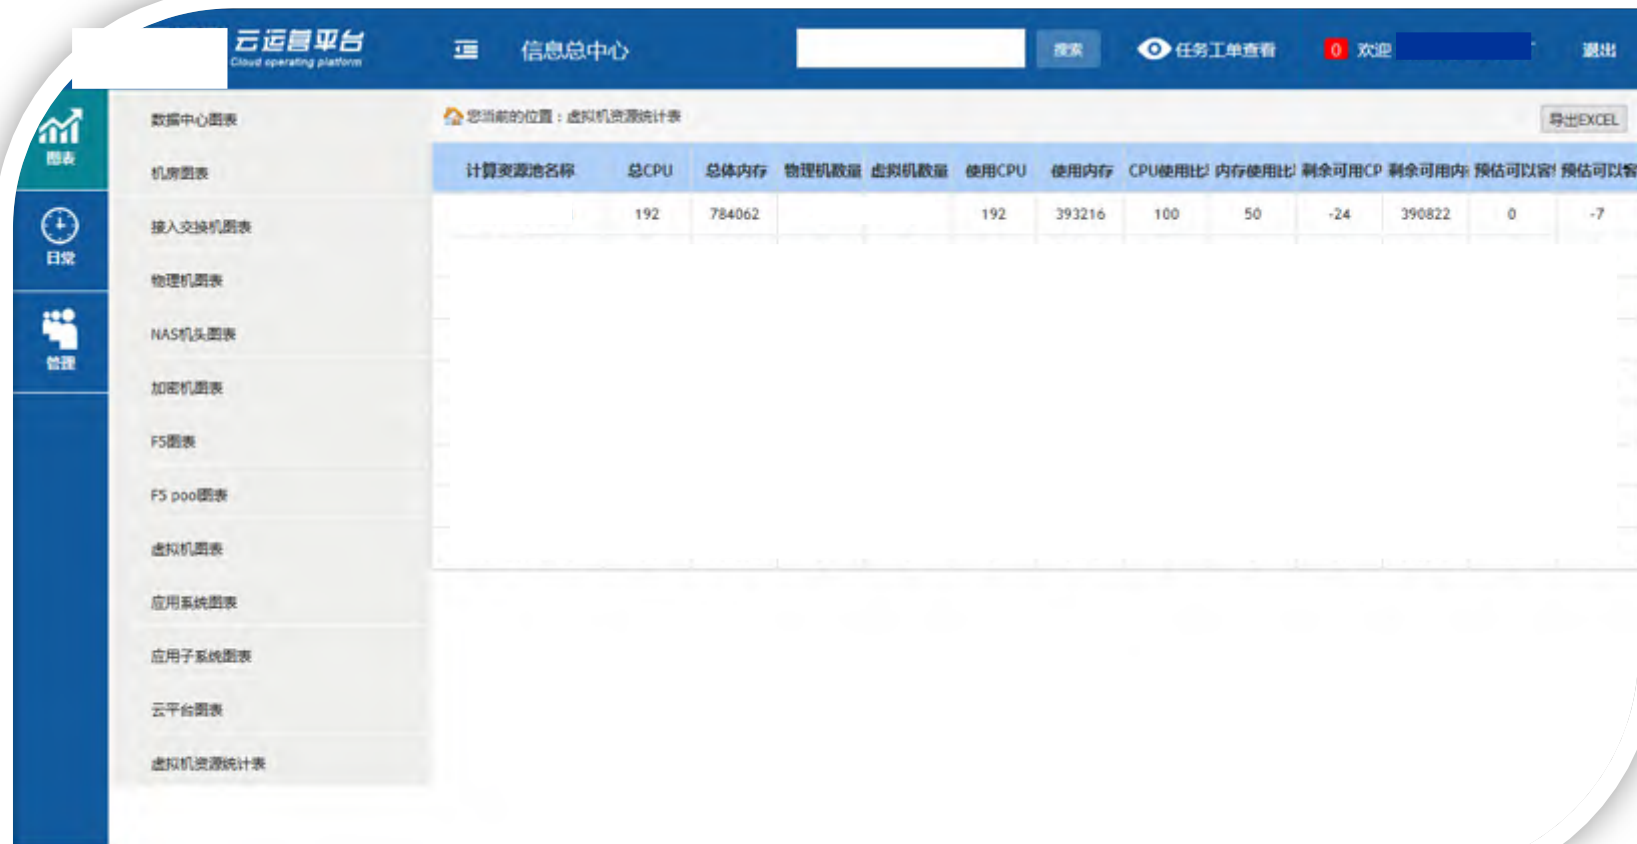 云运营平台
Cloud operating platform
信息总中心
搜索
任务工单查看
0
欢迎
退出
图表
日常
管理
数据中心图表
机房图表
接入交换机图表
物理机图表
NAS机头图表
加密机图表
F5图表
F5 pool图表
虚拟机图表
应用系统图表
应用子系统图表
云平台图表
虚拟机资源统计表
您当前的位置：虚拟机资源统计表
导出EXCEL
计算资源池名称 总CPU 总体内存 物理机数量 虚拟机数量 使用CPU 使用内存 CPU使用比 内存使用比 剩余可用CP 剩余可用内 预估可以容 预估可以容
192 784062 192 393216 100 50 -24 390822 0 -7